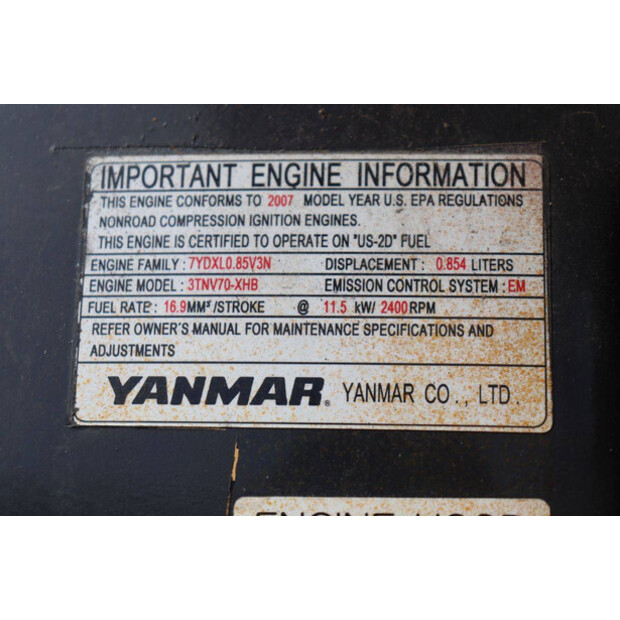 IMPORTANT ENGINE INFORMATION
THIS ENGINE CONFORMS TO 2007 MODEL YEAR U.S. EPA REGULATIONS
NONROAD COMPRESSION IGNITION ENGINES.
THIS ENGINE IS CERTIFIED TO OPERATE ON "US-2D" FUEL
ENGINE FAMILY : 7YDXL0.85V3N DISPLACEMENT : 0.854 LITERS
ENGINE MODEL : 3TNV70-XHB EMISSION CONTROL SYSTEM : EM
FUEL RATE : 16.9MM³/STROKE @ 11.5 kW/ 2400RPM
REFER OWNER'S MANUAL FOR MAINTENANCE SPECIFICATIONS AND
ADJUSTMENTS
YANMAR® YANMAR CO., LTD.